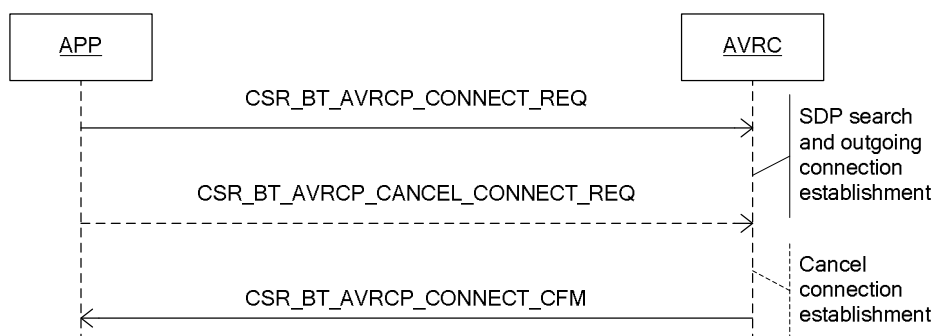 APP
AVRC
CSR_BT_AVRCP_CONNECT_REQ
SDP search
and outgoing
connection
establishment
CSR_BT_AVRCP_CANCEL_CONNECT_REQ
Cancel
connection
establishment
CSR_BT_AVRCP_CONNECT_CFM